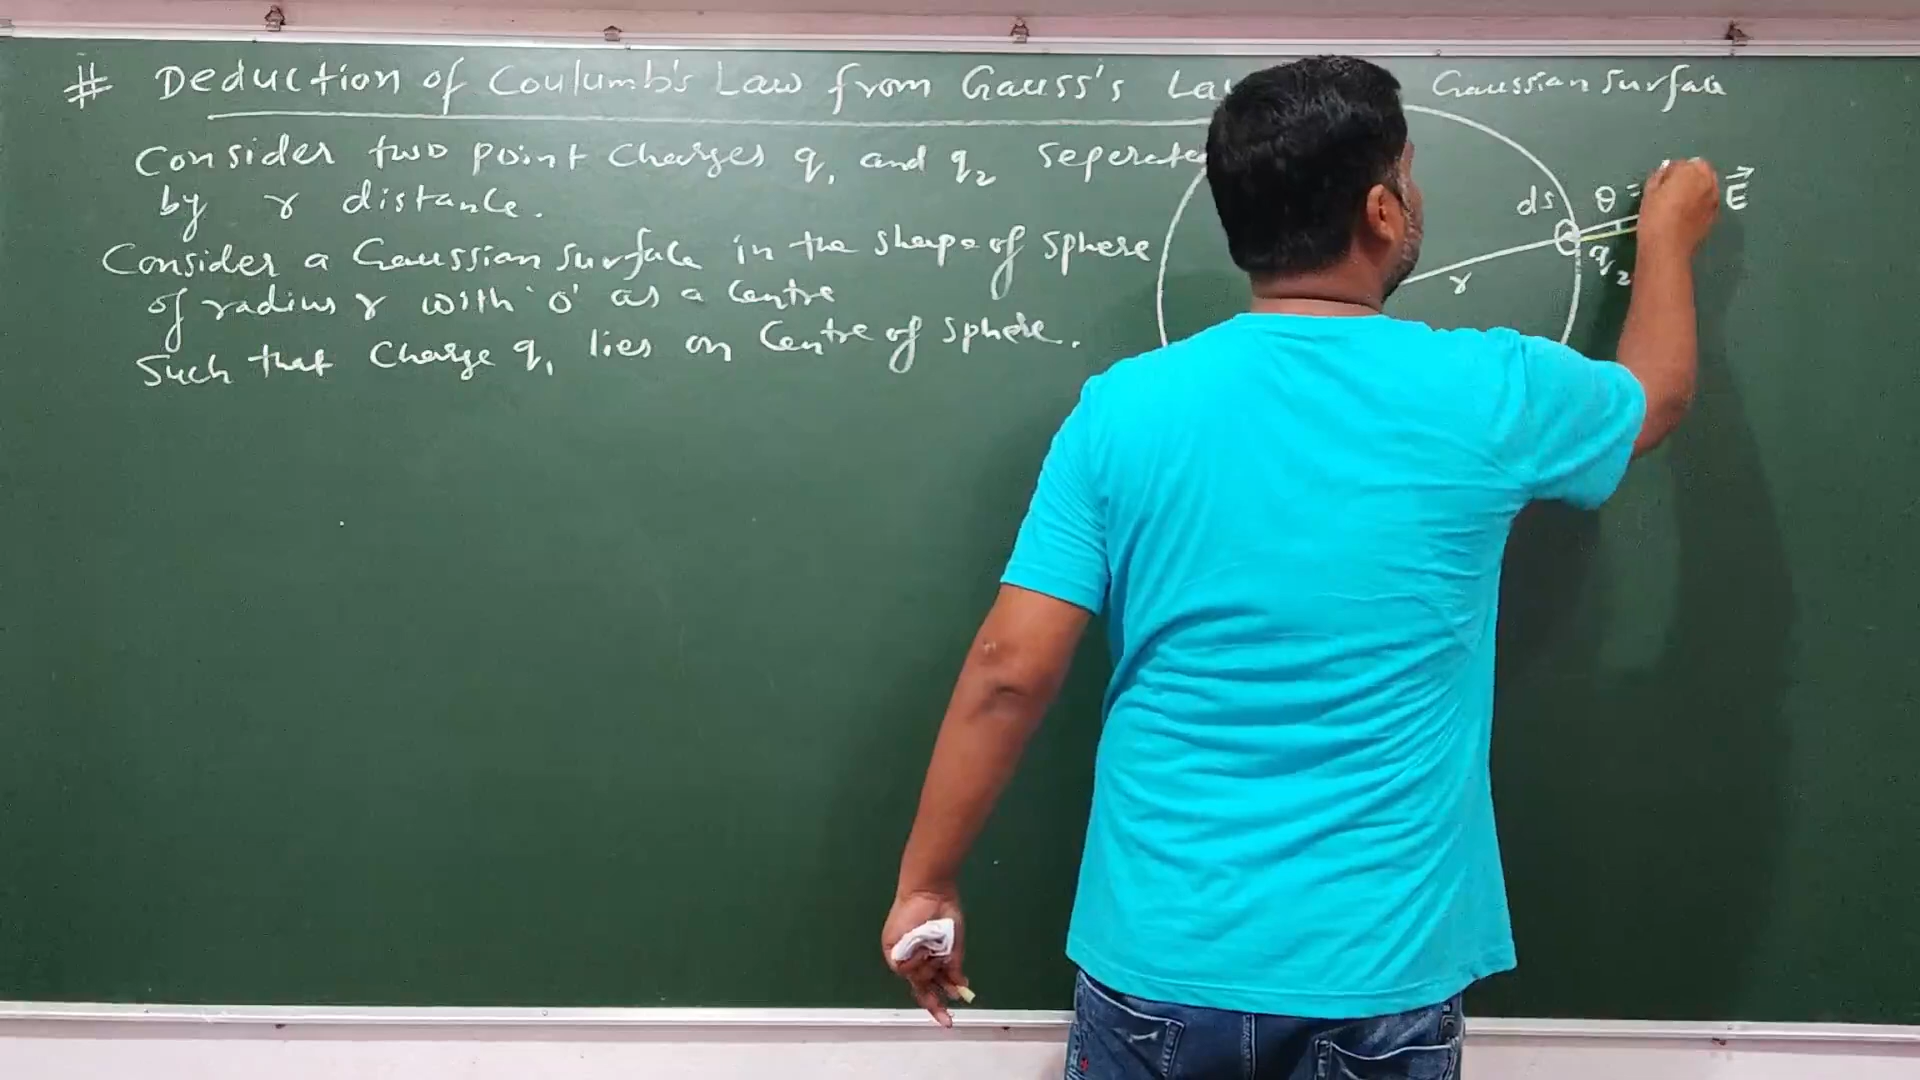 # Deduction of Coulumb's Law from Gauss's La
Consider two point charges q₁ and q₂ seperate
by r distance.
Consider a Gaussian surface in the shape of sphere
of radius r with 'o' as a centre
Such that charge q₁ lies on centre of sphere.
Gaussian surface
ds θ = E⃗
q₂
r